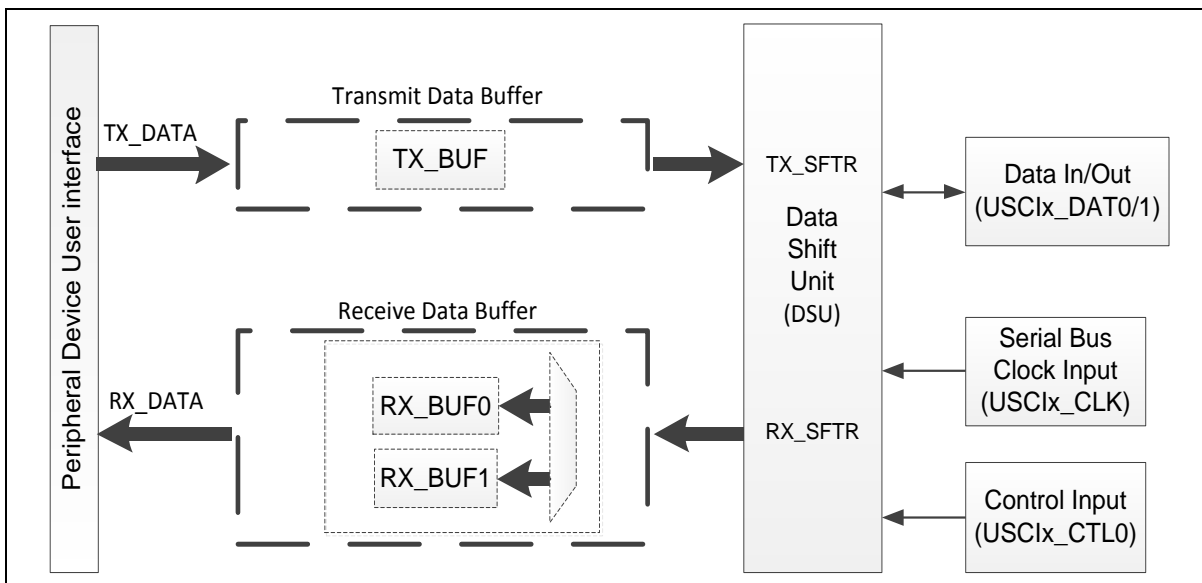 Peripheral Device User interface
TX_DATA
Transmit Data Buffer
TX_BUF
TX_SFTR
Data
Shift
Unit
(DSU)
RX_SFTR
Receive Data Buffer
RX_DATA
RX_BUF0
RX_BUF1
Data In/Out
(USCIx_DAT0/1)
Serial Bus
Clock Input
(USCIx_CLK)
Control Input
(USCIx_CTL0)